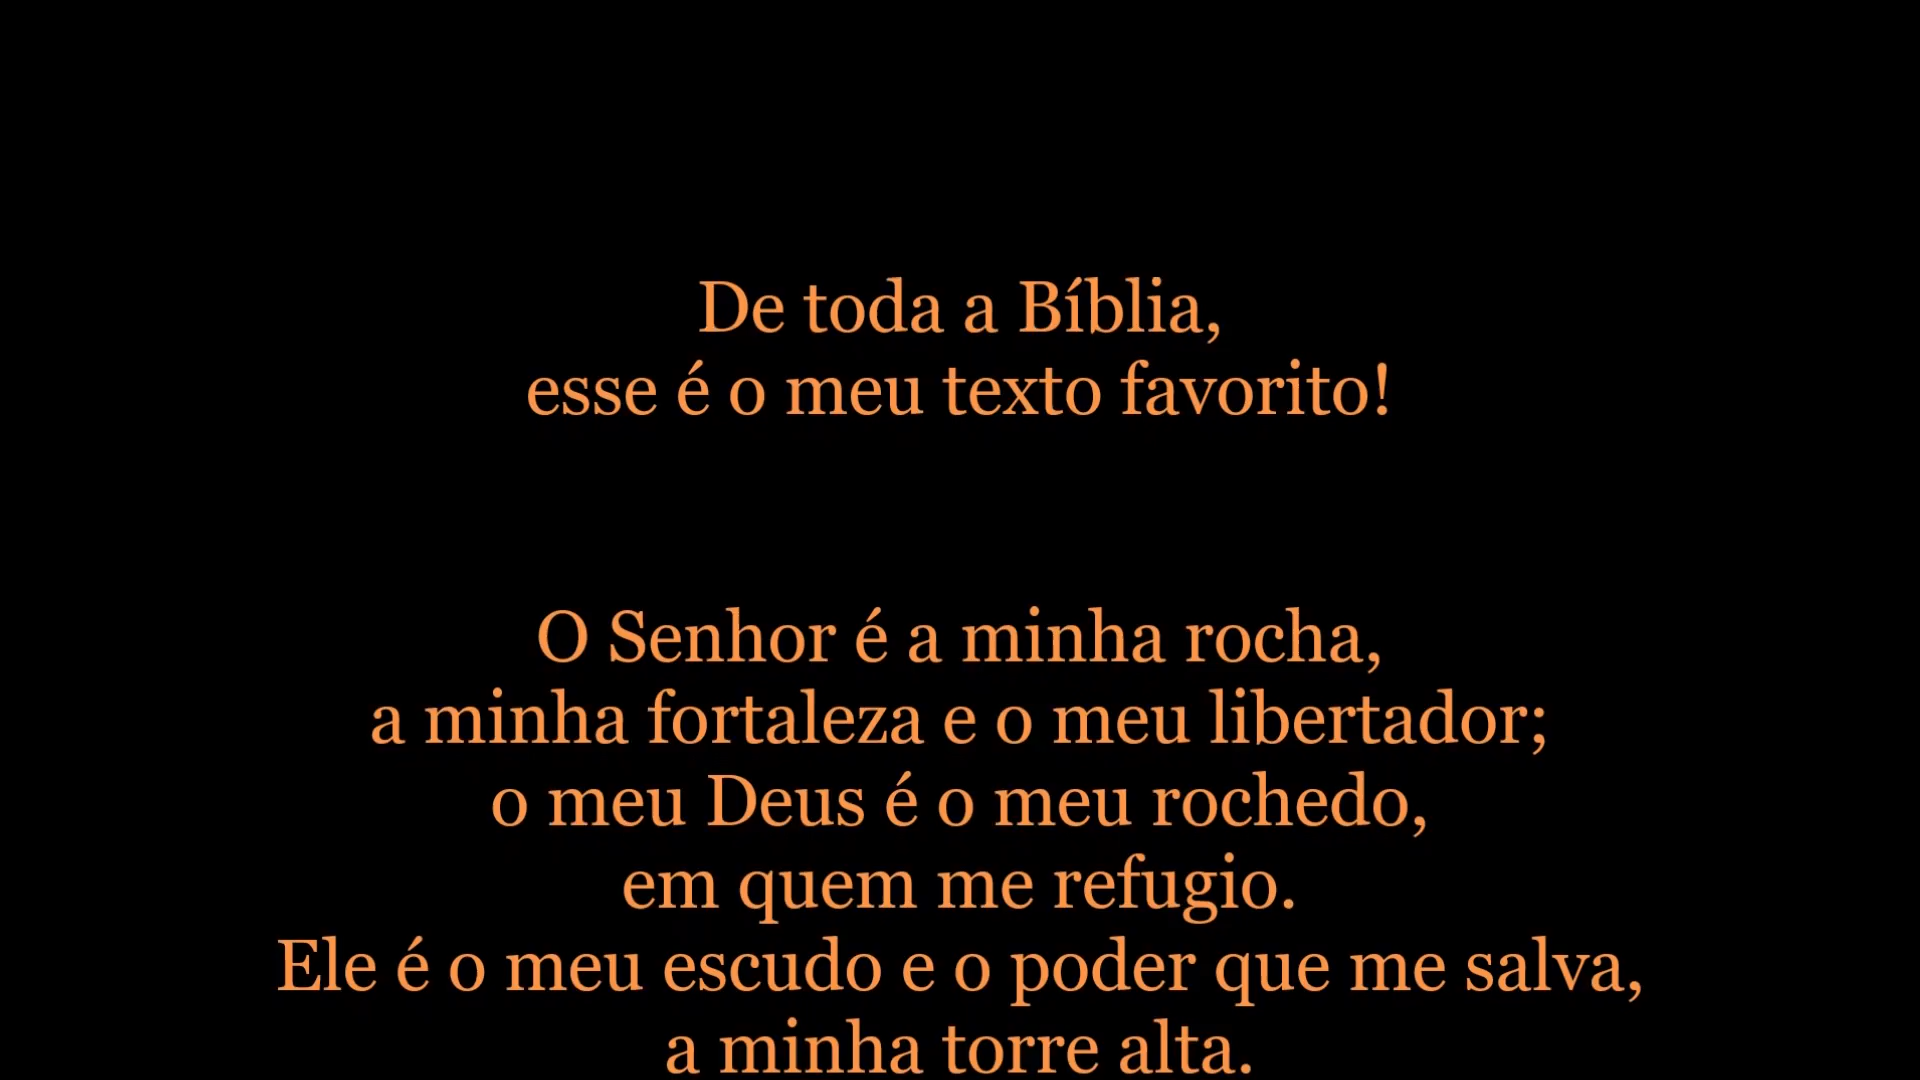 De toda a Bíblia,
esse é o meu texto favorito!
O Senhor é a minha rocha,
a minha fortaleza e o meu libertador;
o meu Deus é o meu rochedo,
em quem me refugio.
Ele é o meu escudo e o poder que me salva,
a minha torre alta.